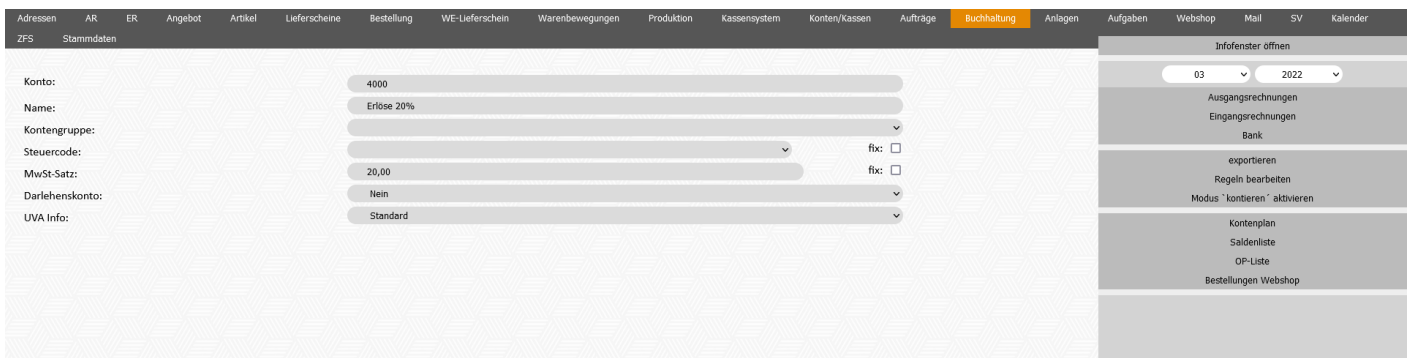 Adressen AR ER Angebot Artikel Lieferscheine Bestellung WE-Lieferschein Warenbewegungen Produktion Kassensystem Konten/Kassen Aufträge Buchhaltung Anlagen Aufgaben Webshop Mail SV Kalender
ZFS Stammdaten
Infofenster öffnen
03 2022
Ausgangsrechnungen
Eingangsrechnungen
Bank
exportieren
Regeln bearbeiten
Modus `kontieren´ aktivieren
Kontenplan
Saldenliste
OP-Liste
Bestellungen Webshop
Konto: 4000
Name: Erlöse 20%
Kontengruppe:
Steuercode: fix:
MwSt-Satz: 20,00 fix:
Darlehenskonto: Nein
UVA Info: Standard